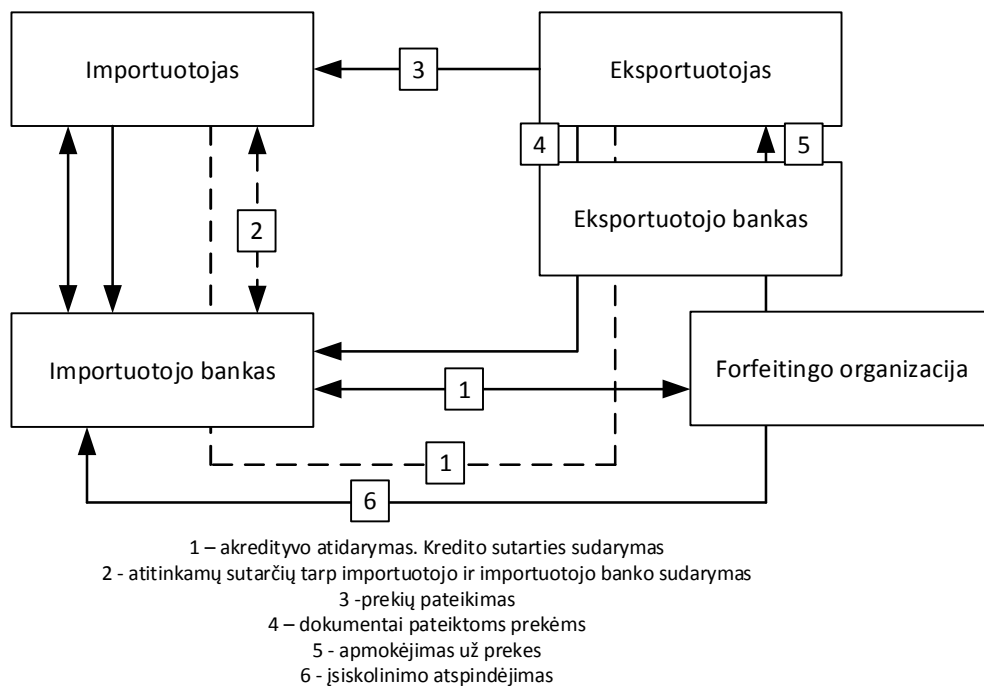 Importuotojas
3
Eksportuotojas
4
5
2
Eksportuotojo bankas
Importuotojo bankas
1
Forfeitingo organizacija
1
6
1 – akredityvo atidarymas. Kredito sutarties sudarymas
2 - atitinkamų sutarčių tarp importuotojo ir importuotojo banko sudarymas
3 -prekių pateikimas
4 – dokumentai pateiktoms prekėms
5 - apmokėjimas už prekes
6 - įsiskolinimo atspindėjimas